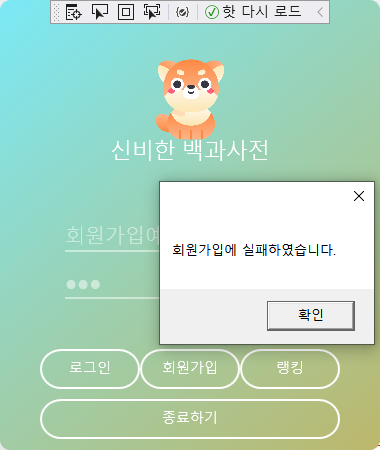 핫 다시 로드
신비한 백과사전
회원가입에
회원가입에 실패하였습니다.
확인
로그인
회원가입
랭킹
종료하기